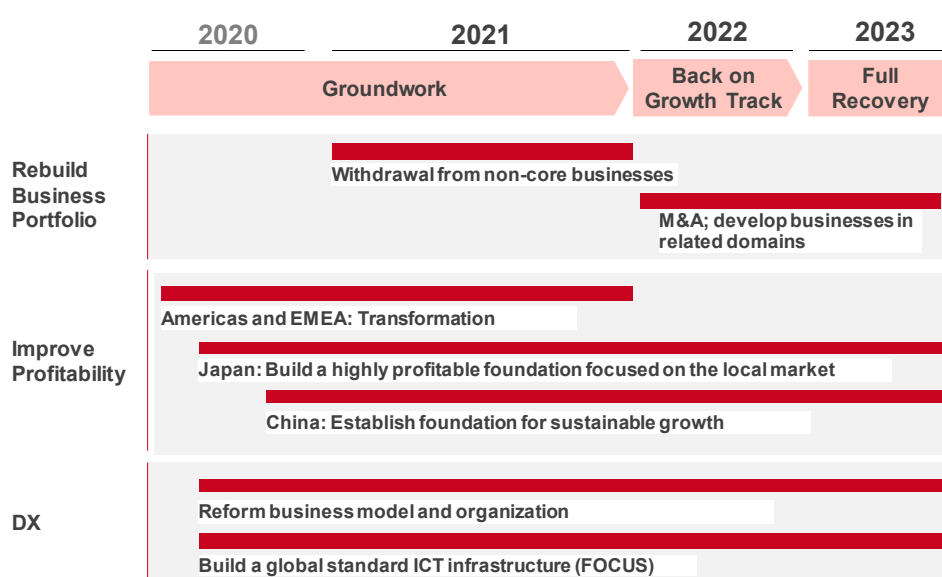 2020 2021 2022 2023
Groundwork
Back on
Growth Track
Full
Recovery
Rebuild
Business
Portfolio
Withdrawal from non-core businesses
M&A; develop businesses in
related domains
Improve
Profitability
Americas and EMEA: Transformation
Japan: Build a highly profitable foundation focused on the local market
China: Establish foundation for sustainable growth
DX
Reform business model and organization
Build a global standard ICT infrastructure (FOCUS)